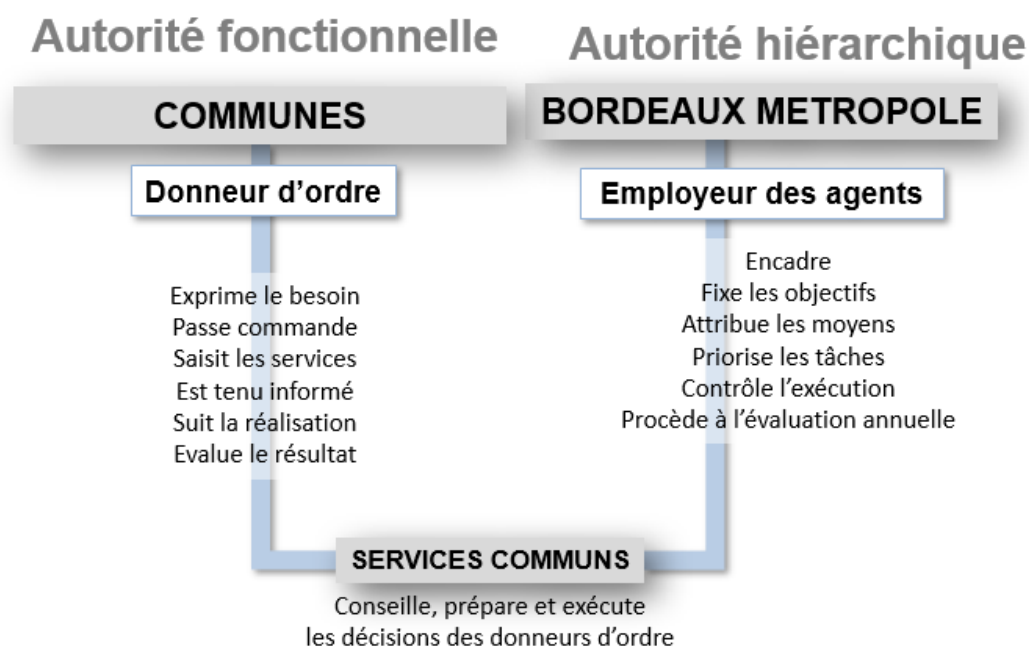 Autorité fonctionnelle
COMMUNES
Donneur d’ordre
Exprime le besoin
Passe commande
Saisit les services
Est tenu informé
Suit la réalisation
Evalue le résultat
Autorité hiérarchique
BORDEAUX METROPOLE
Employeur des agents
Encadre
Fixe les objectifs
Attribue les moyens
Priorise les tâches
Contrôle l’exécution
Procède à l’évaluation annuelle
SERVICES COMMUNS
Conseille, prépare et exécute
les décisions des donneurs d’ordre